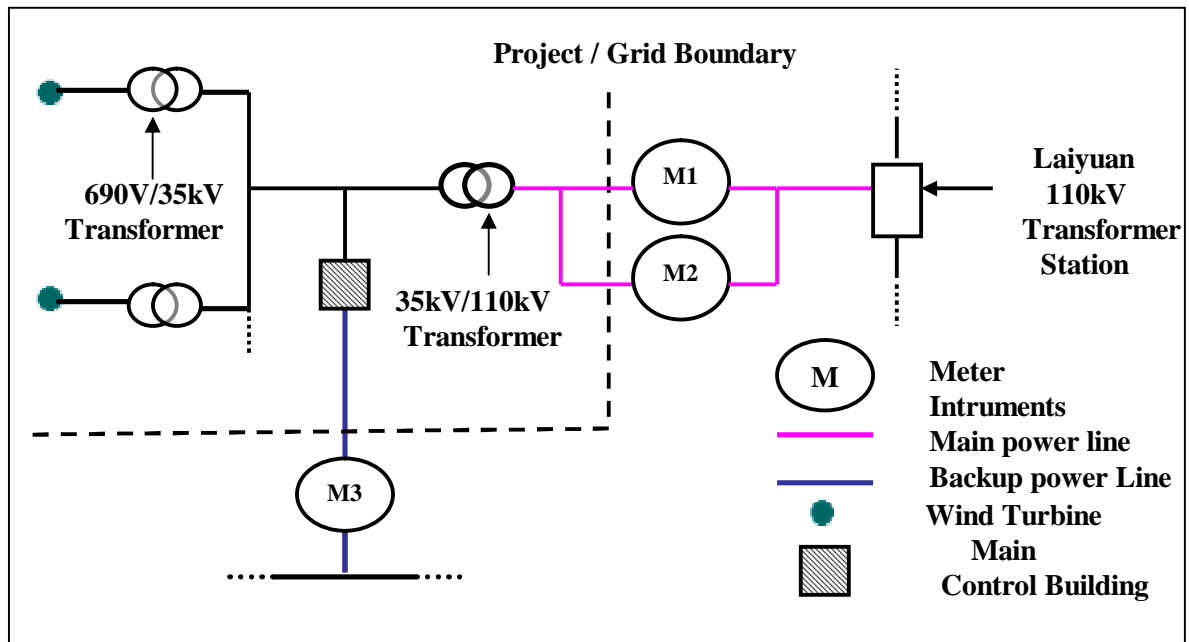 Project / Grid Boundary
690V/35kV
Transformer
35kV/110kV
Transformer
M1
M2
Laiyuan
110kV
Transformer
Station
M3
M
Meter
Intruments
Main power line
Backup power Line
Wind Turbine
Main
Control Building